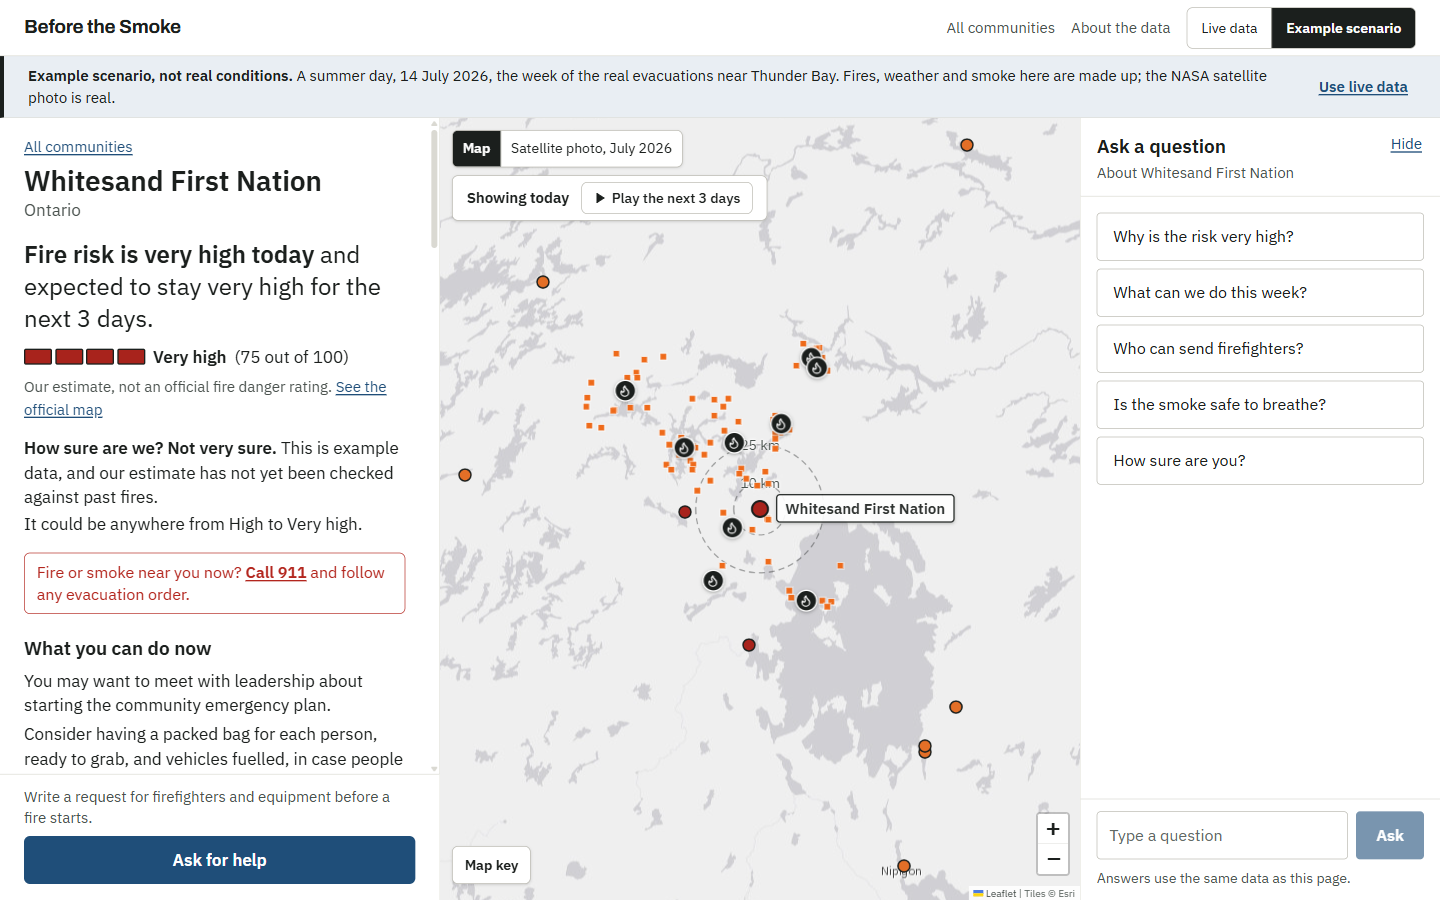 Before the Smoke
All communities
About the data
Live data
Example scenario
Example scenario, not real conditions. A summer day, 14 July 2026, the week of the real evacuations near Thunder Bay. Fires, weather and smoke here are made up; the NASA satellite
photo is real.
Use live data
All communities
Whitesand First Nation
Ontario
Fire risk is very high today and
expected to stay very high for the
next 3 days.
Very high (75 out of 100)
Our estimate, not an official fire danger rating. See the
official map
How sure are we? Not very sure. This is example
data, and our estimate has not yet been checked
against past fires.
It could be anywhere from High to Very high.
Fire or smoke near you now? Call 911 and follow
any evacuation order.
What you can do now
You may want to meet with leadership about
starting the community emergency plan.
Consider having a packed bag for each person,
ready to grab, and vehicles fuelled, in case people
Write a request for firefighters and equipment before a
fire starts.
Ask for help
Map
Satellite photo, July 2026
Showing today
Play the next 3 days
25 km
10 km
Whitesand First Nation
Nipigon
Map key
+
−
Leaflet | Tiles © Esri
Ask a question
Hide
About Whitesand First Nation
Why is the risk very high?
What can we do this week?
Who can send firefighters?
Is the smoke safe to breathe?
How sure are you?
Type a question
Ask
Answers use the same data as this page.